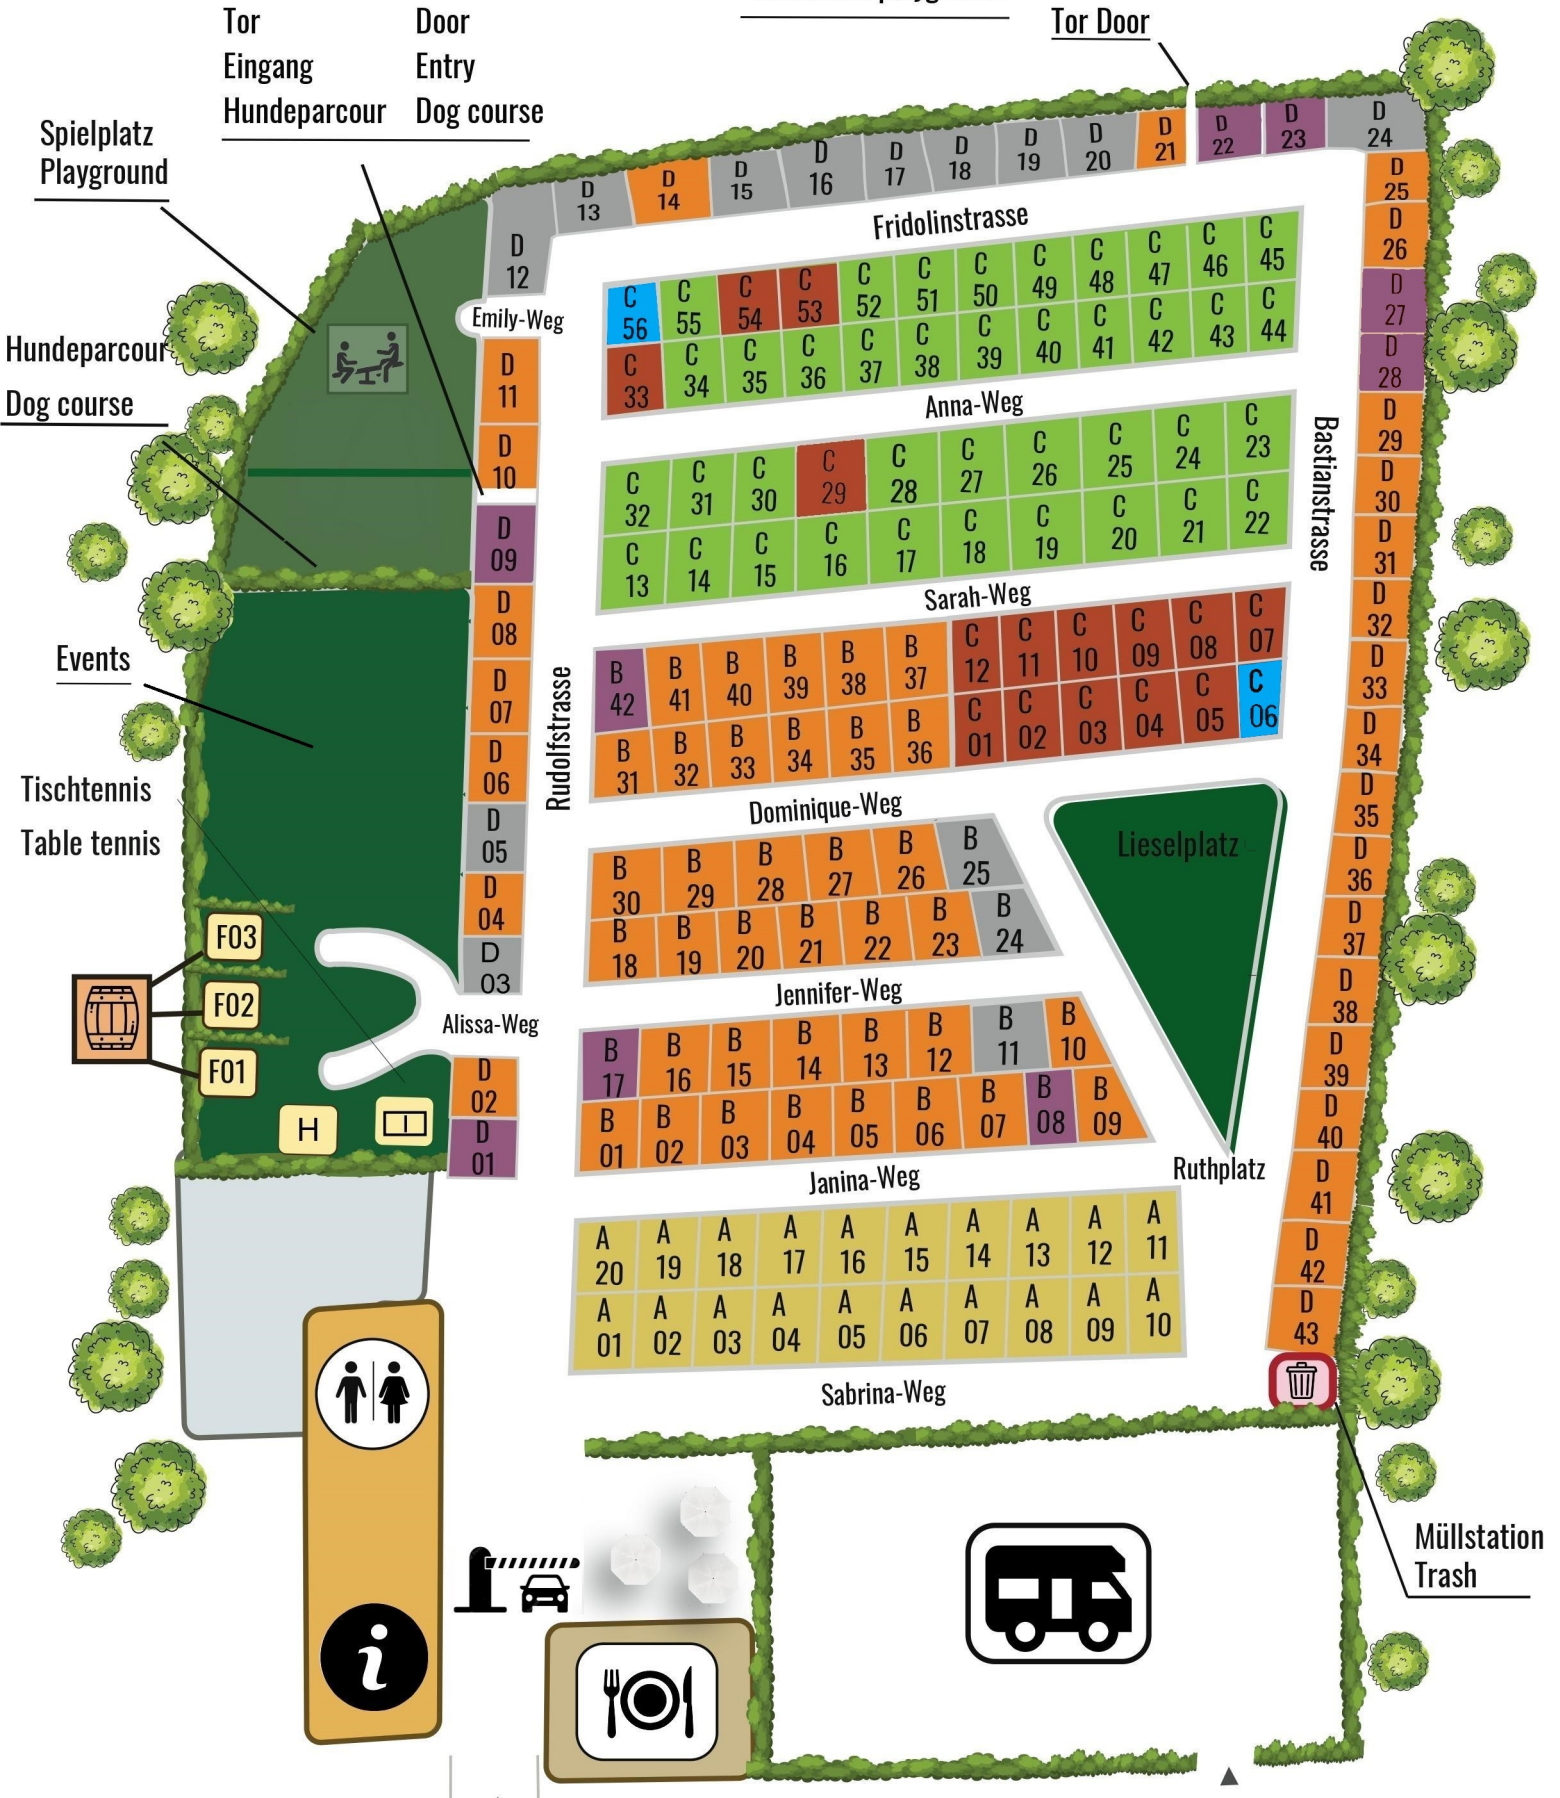 Tor
Eingang
Hundeparcour
Door
Entry
Dog course
Tor Door
Spielplatz
Playground
Hundeparcour
Dog course
Events
Tischtennis
Table tennis
D 12
D 13
D 14
D 15
D 16
D 17
D 18
D 19
D 20
D 21
D 22
D 23
D 24
Fridolinstrasse
C 56
C 55
C 54
C 53
C 52
C 51
C 50
C 49
C 48
C 47
C 46
C 45
C 33
C 34
C 35
C 36
C 37
C 38
C 39
C 40
C 41
C 42
C 43
C 44
Emily-Weg
Anna-Weg
C 32
C 31
C 30
C 29
C 28
C 27
C 26
C 25
C 24
C 23
C 13
C 14
C 15
C 16
C 17
C 18
C 19
C 20
C 21
C 22
Sarah-Weg
B 42
B 41
B 40
B 39
B 38
B 37
C 12
C 11
C 10
C 09
C 08
C 07
B 31
B 32
B 33
B 34
B 35
B 36
C 01
C 02
C 03
C 04
C 05
C 06
Dominique-Weg
B 30
B 29
B 28
B 27
B 26
B 25
B 18
B 19
B 20
B 21
B 22
B 23
B 24
Lieselplatz
Jennifer-Weg
B 17
B 16
B 15
B 14
B 13
B 12
B 11
B 10
B 01
B 02
B 03
B 04
B 05
B 06
B 07
B 08
B 09
Janina-Weg
Ruthplatz
A 20
A 19
A 18
A 17
A 16
A 15
A 14
A 13
A 12
A 11
A 01
A 02
A 03
A 04
A 05
A 06
A 07
A 08
A 09
A 10
Sabrina-Weg
D 11
D 10
D 09
D 08
D 07
D 06
D 05
D 04
D 03
Alissa-Weg
D 02
D 01
Rudolfstrasse
Bastianstrasse
D 25
D 26
D 27
D 28
D 29
D 30
D 31
D 32
D 33
D 34
D 35
D 36
D 37
D 38
D 39
D 40
D 41
D 42
D 43
F03
F02
F01
H
i
Müllstation
Trash